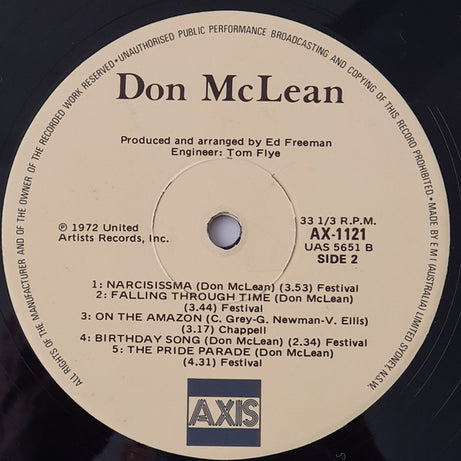 ALL RIGHTS OF THE MANUFACTURER AND OF THE OWNER OF THE RECORDED WORK RESERVED•UNAUTHORISED PUBLIC PERFORMANCE BROADCASTING AND COPYING OF THIS RECORD PROHIBITED•MADE BY E M I (AUSTRALIA) LIMITED SYDNEY, N.S.W.
Don McLean
Produced and arranged by Ed Freeman
Engineer: Tom Flye
℗ 1972 United
Artists Records, Inc.
33 1/3 R.P.M.
AX-1121
UAS 5651 B
SIDE 2
1: NARCISISSMA (Don McLean) (3.53) Festival
2: FALLING THROUGH TIME (Don McLean)
(3.44) Festival
3: ON THE AMAZON (C. Grey-G. Newman-V. Ellis)
(3.17) Chappell
4: BIRTHDAY SONG (Don McLean) (2.34) Festival
5: THE PRIDE PARADE (Don McLean)
(4.31) Festival
AXIS